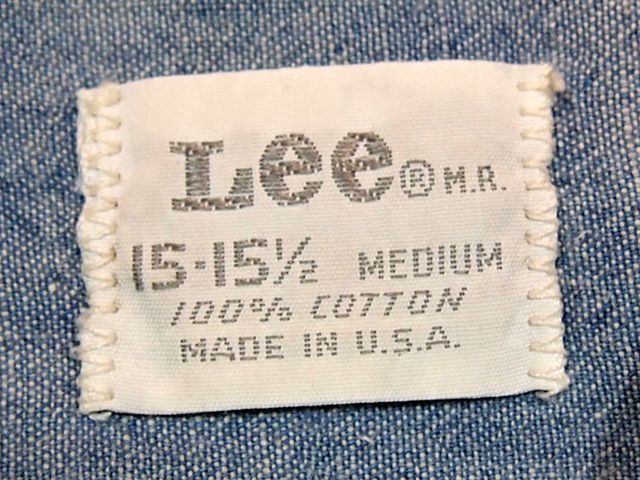 Lee® M.R.
15-15½ MEDIUM
100% COTTON
MADE IN U.S.A.